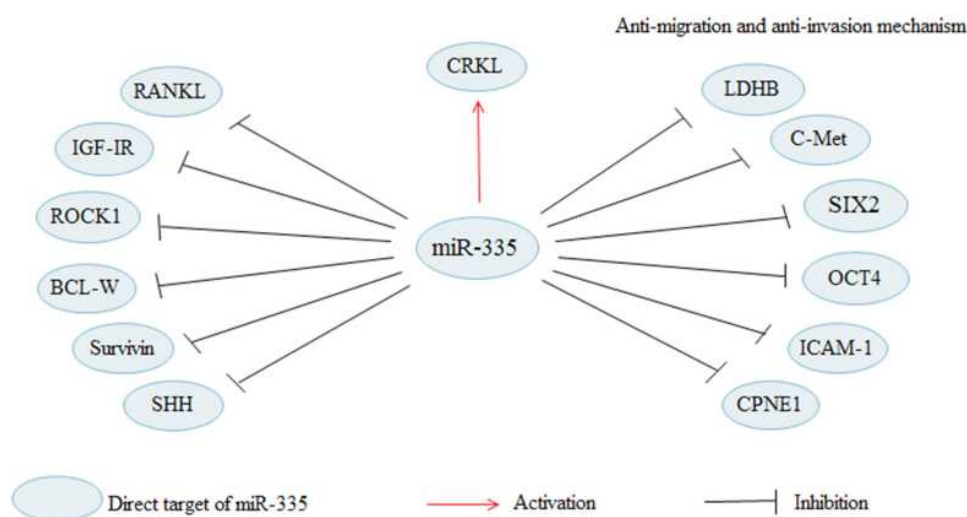 Anti-migration and anti-invasion mechanism
CRKL
RANKL
LDHB
IGF-IR
C-Met
ROCK1
SIX2
miR-335
BCL-W
OCT4
Survivin
ICAM-1
SHH
CPNE1
Direct target of miR-335
Activation
Inhibition